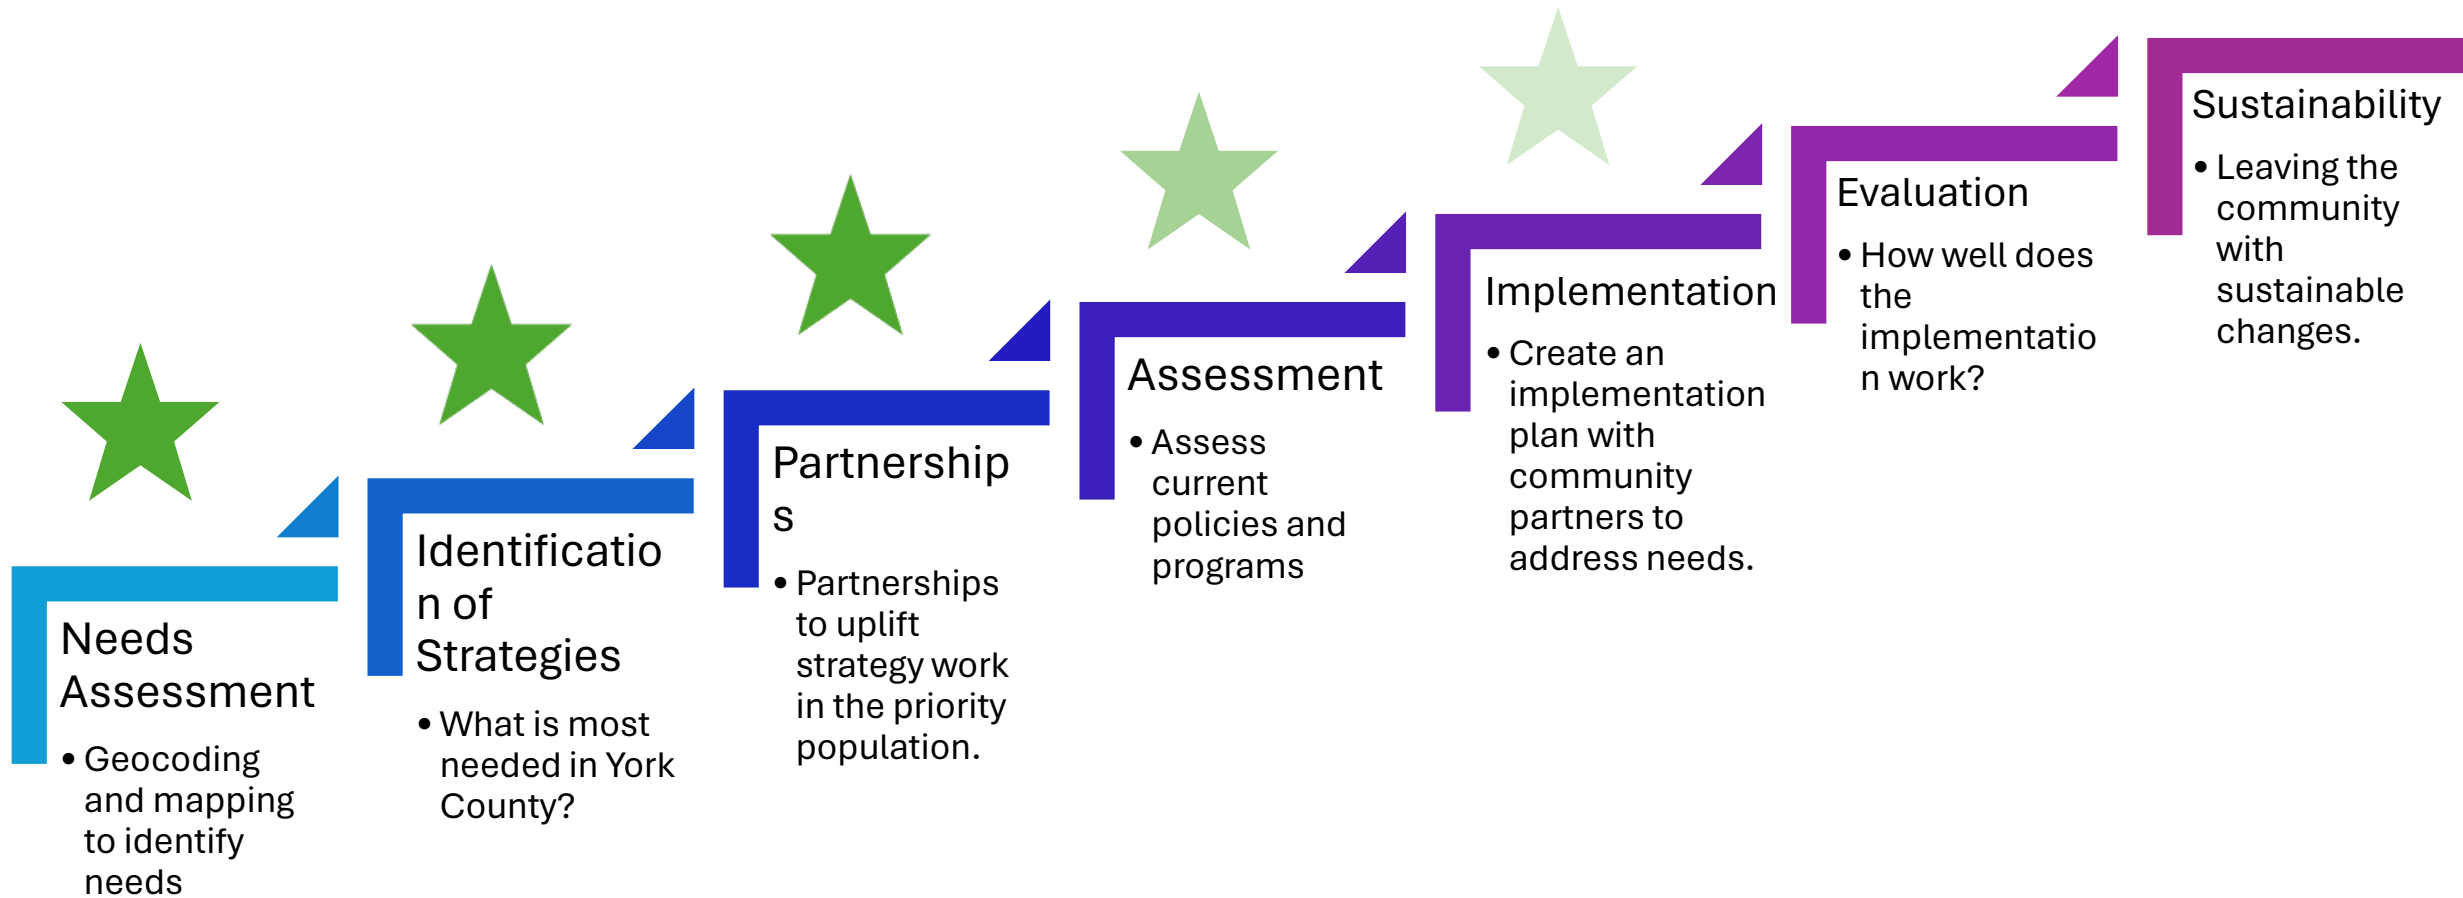 Needs
Assessment
• Geocoding
and mapping
to identify
needs
Identificatio
n of
Strategies
• What is most
needed in York
County?
Partnership
s
• Partnerships
to uplift
strategy work
in the priority
population.
Assessment
• Assess
current
policies and
programs
Implementation
• Create an
implementation
plan with
community
partners to
address needs.
Evaluation
• How well does
the
implementatio
n work?
Sustainability
• Leaving the
community
with
sustainable
changes.